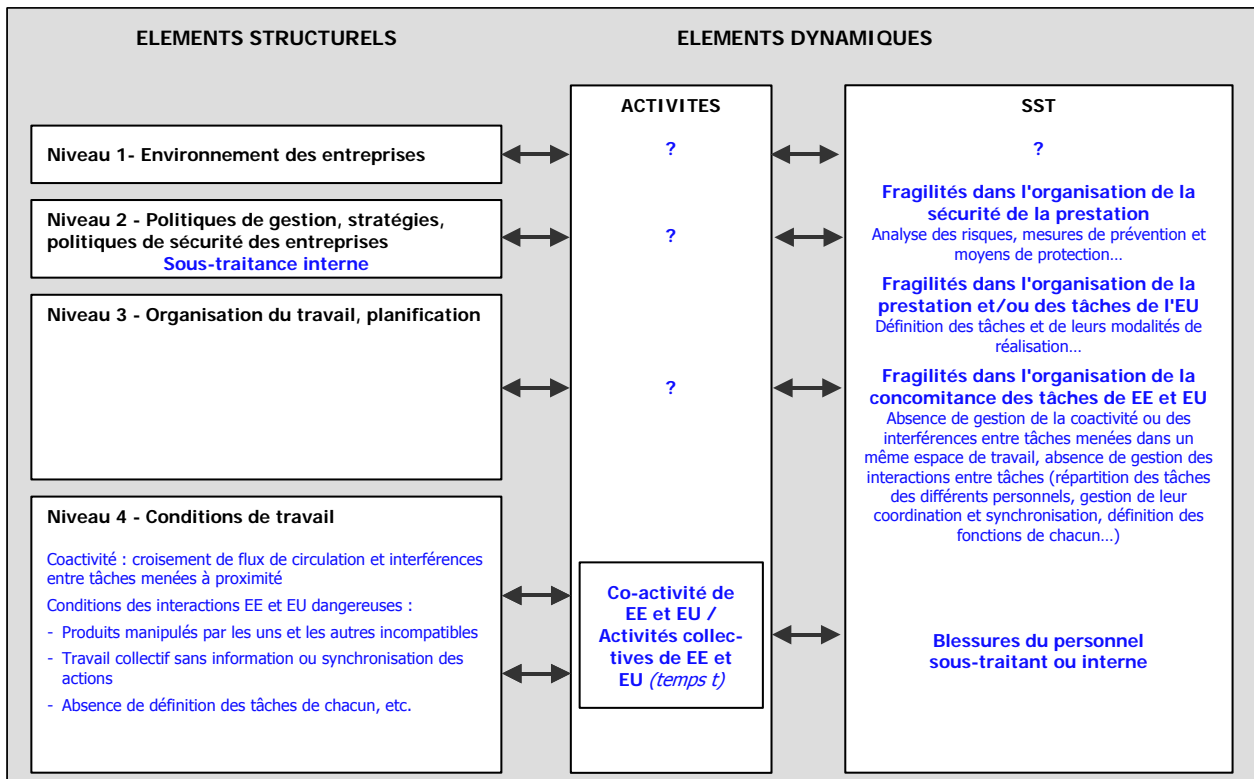 ELEMENTS STRUCTURELS
ELEMENTS DYNAMIQUES
Niveau 1- Environnement des entreprises
Niveau 2 - Politiques de gestion, stratégies,
politiques de sécurité des entreprises
Sous-traitance interne
Niveau 3 - Organisation du travail, planification
Niveau 4 - Conditions de travail
Coactivité : croisement de flux de circulation et interférences
entre tâches menées à proximité
Conditions des interactions EE et EU dangereuses :
- Produits manipulés par les uns et les autres incompatibles
- Travail collectif sans information ou synchronisation des
actions
- Absence de définition des tâches de chacun, etc.
ACTIVITES
?
?
?
Co-activité de
EE et EU /
Activités collec-
tives de EE et
EU (temps t)
SST
?
Fragilités dans l'organisation de la
sécurité de la prestation
Analyse des risques, mesures de prévention et
moyens de protection…
Fragilités dans l'organisation de la
prestation et/ou des tâches de l'EU
Définition des tâches et de leurs modalités de
réalisation…
Fragilités dans l'organisation de la
concomitance des tâches de EE et EU
Absence de gestion de la coactivité ou des
interférences entre tâches menées dans un
même espace de travail, absence de gestion des
interactions entre tâches (répartition des tâches
des différents personnels, gestion de leur
coordination et synchronisation, définition des
fonctions de chacun…)
Blessures du personnel
sous-traitant ou interne